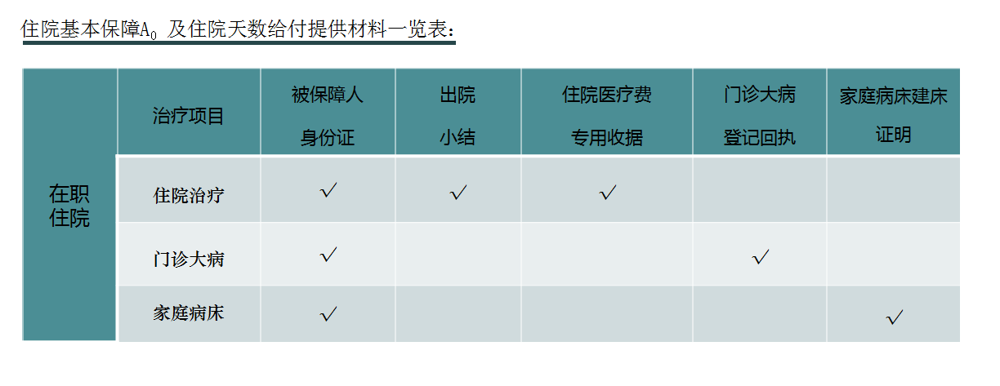 住院基本保障A0 及住院天数给付提供材料一览表：
治疗项目
被保障人
身份证
出院
小结
住院医疗费
专用收据
门诊大病
登记回执
家庭病床建床
证明
在职
住院
住院治疗 √ √ √
门诊大病 √ √
家庭病床 √ √